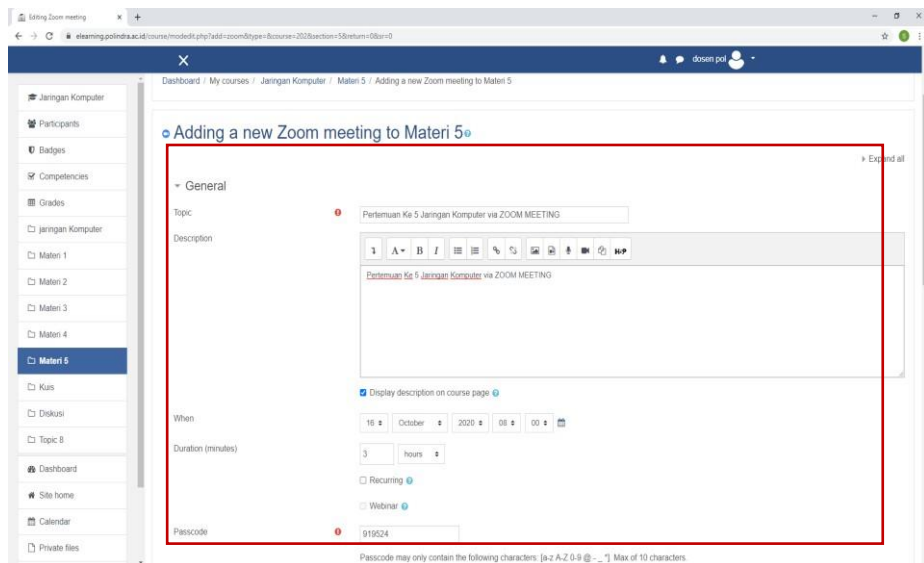 Editing Zoom meeting
elearning.polindra.ac.id/course/modedit.php?add=zoom&type=&course=202&section=5&return=0&sr=0
dosen pol
Dashboard / My courses / Jaringan Komputer / Materi 5 / Adding a new Zoom meeting to Materi 5
Jaringan Komputer
Participants
Badges
Competencies
Grades
jaringan Komputer
Materi 1
Materi 2
Materi 3
Materi 4
Materi 5
Kuis
Diskusi
Topic 8
Dashboard
Site home
Calendar
Private files
Adding a new Zoom meeting to Materi 5
Expand all
General
Topic
Pertemuan Ke 5 Jaringan Komputer via ZOOM MEETING
Description
A B I H-P
Pertemuan Ke 5 Jaringan Komputer via ZOOM MEETING
Display description on course page
When
16 October 2020 08 00
Duration (minutes)
3 hours
Recurring
Webinar
Passcode
919524
Passcode may only contain the following characters: [a-z A-Z 0-9 @ - _ *]. Max of 10 characters.